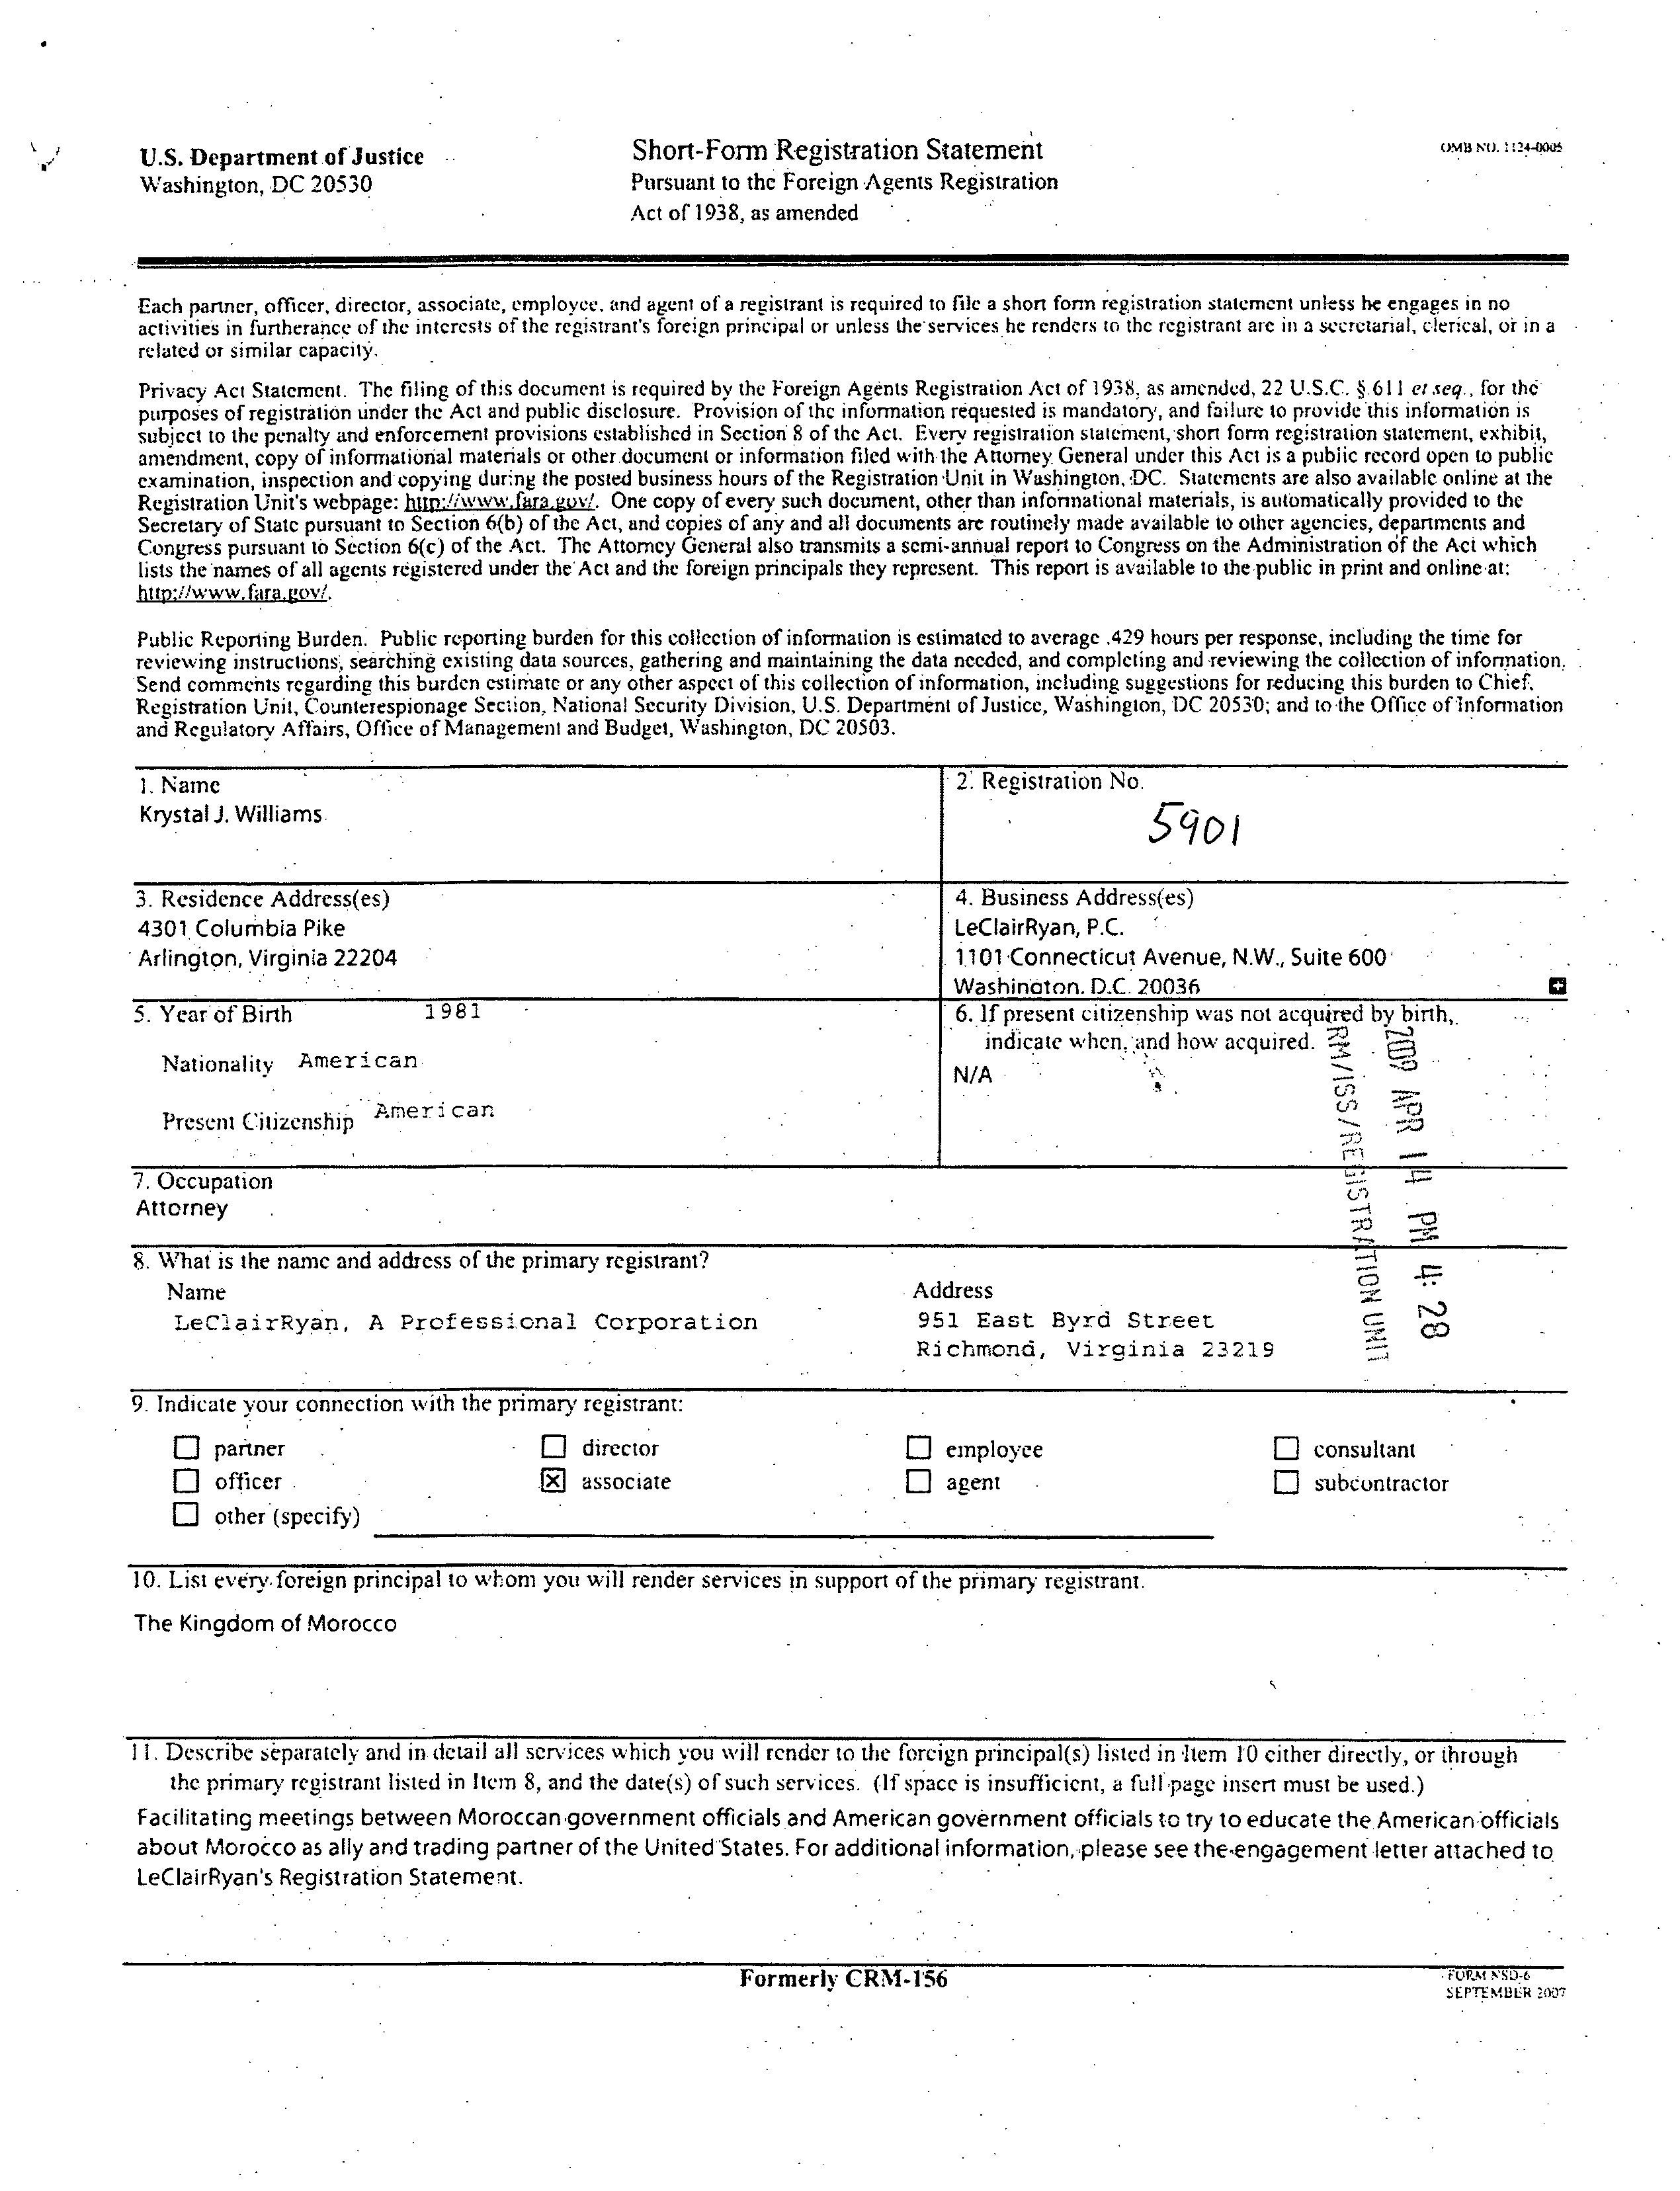 U.S. Department of Justice
Washington, DC 20530
Short-Form Registration Statement
Pursuant to the Foreign Agents Registration
Act of 1938, as amended
OMB NO. 1124-0005
Each partner, officer, director, associate, employee, and agent of a registrant is required to file a short form registration statement unless he engages in no
activities in furtherance of the interests of the registrant's foreign principal or unless the services he renders to the registrant are in a secretarial, clerical, or in a
related or similar capacity.
Privacy Act Statement. The filing of this document is required by the Foreign Agents Registration Act of 1938, as amended, 22 U.S.C. § 611 et seq., for the
purposes of registration under the Act and public disclosure. Provision of the information requested is mandatory, and failure to provide this information is
subject to the penalty and enforcement provisions established in Section 8 of the Act. Every registration statement, short form registration statement, exhibit,
amendment, copy of informational materials or other document or information filed with the Attorney General under this Act is a public record open to public
examination, inspection and copying during the posted business hours of the Registration Unit in Washington, DC. Statements are also available online at the
Registration Unit's webpage: http://www.fara.gov/. One copy of every such document, other than informational materials, is automatically provided to the
Secretary of State pursuant to Section 6(b) of the Act, and copies of any and all documents are routinely made available to other agencies, departments and
Congress pursuant to Section 6(c) of the Act. The Attorney General also transmits a semi-annual report to Congress on the Administration of the Act which
lists the names of all agents registered under the Act and the foreign principals they represent. This report is available to the public in print and online at:
http://www.fara.gov/.
Public Reporting Burden. Public reporting burden for this collection of information is estimated to average .429 hours per response, including the time for
reviewing instructions, searching existing data sources, gathering and maintaining the data needed, and completing and reviewing the collection of information.
Send comments regarding this burden estimate or any other aspect of this collection of information, including suggestions for reducing this burden to Chief,
Registration Unit, Counterespionage Section, National Security Division, U.S. Department of Justice, Washington, DC 20530; and to the Office of Information
and Regulatory Affairs, Office of Management and Budget, Washington, DC 20503.
1. Name
Krystal J. Williams
2. Registration No.
5901
3. Residence Address(es)
4301 Columbia Pike
Arlington, Virginia 22204
4. Business Address(es)
LeClairRyan, P.C.
1101 Connecticut Avenue, N.W., Suite 600
Washington, D.C. 20036
5. Year of Birth 1981
Nationality American
Present Citizenship American
6. If present citizenship was not acquired by birth,
indicate when, and how acquired.
N/A
2009 APR 14 PM 4:28
RM/ISS/REGISTRATION UNIT
7. Occupation
Attorney
8. What is the name and address of the primary registrant?
Name
LeClairRyan, A Professional Corporation
Address
951 East Byrd Street
Richmond, Virginia 23219
9. Indicate your connection with the primary registrant:
partner director employee consultant
officer associate agent subcontractor
other (specify)
10. List every foreign principal to whom you will render services in support of the primary registrant.
The Kingdom of Morocco
11. Describe separately and in detail all services which you will render to the foreign principal(s) listed in Item 10 either directly, or through
the primary registrant listed in Item 8, and the date(s) of such services. (If space is insufficient, a full page insert must be used.)
Facilitating meetings between Moroccan government officials and American government officials to try to educate the American officials
about Morocco as ally and trading partner of the United States. For additional information, please see the engagement letter attached to
LeClairRyan's Registration Statement.
Formerly CRM-156
FORM NSD-6
SEPTEMBER 2007